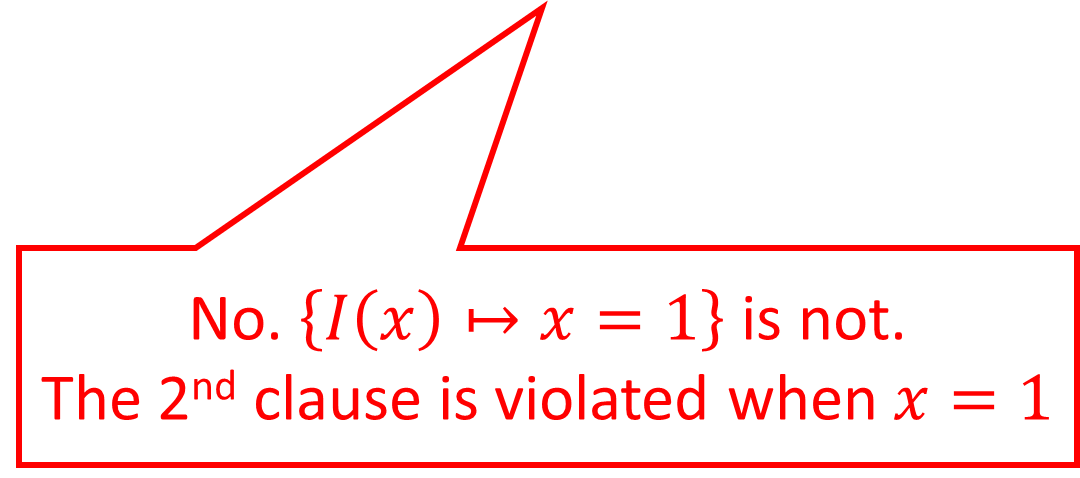 No. {I(x) ↦ x = 1} is not.
The 2nd clause is violated when x = 1